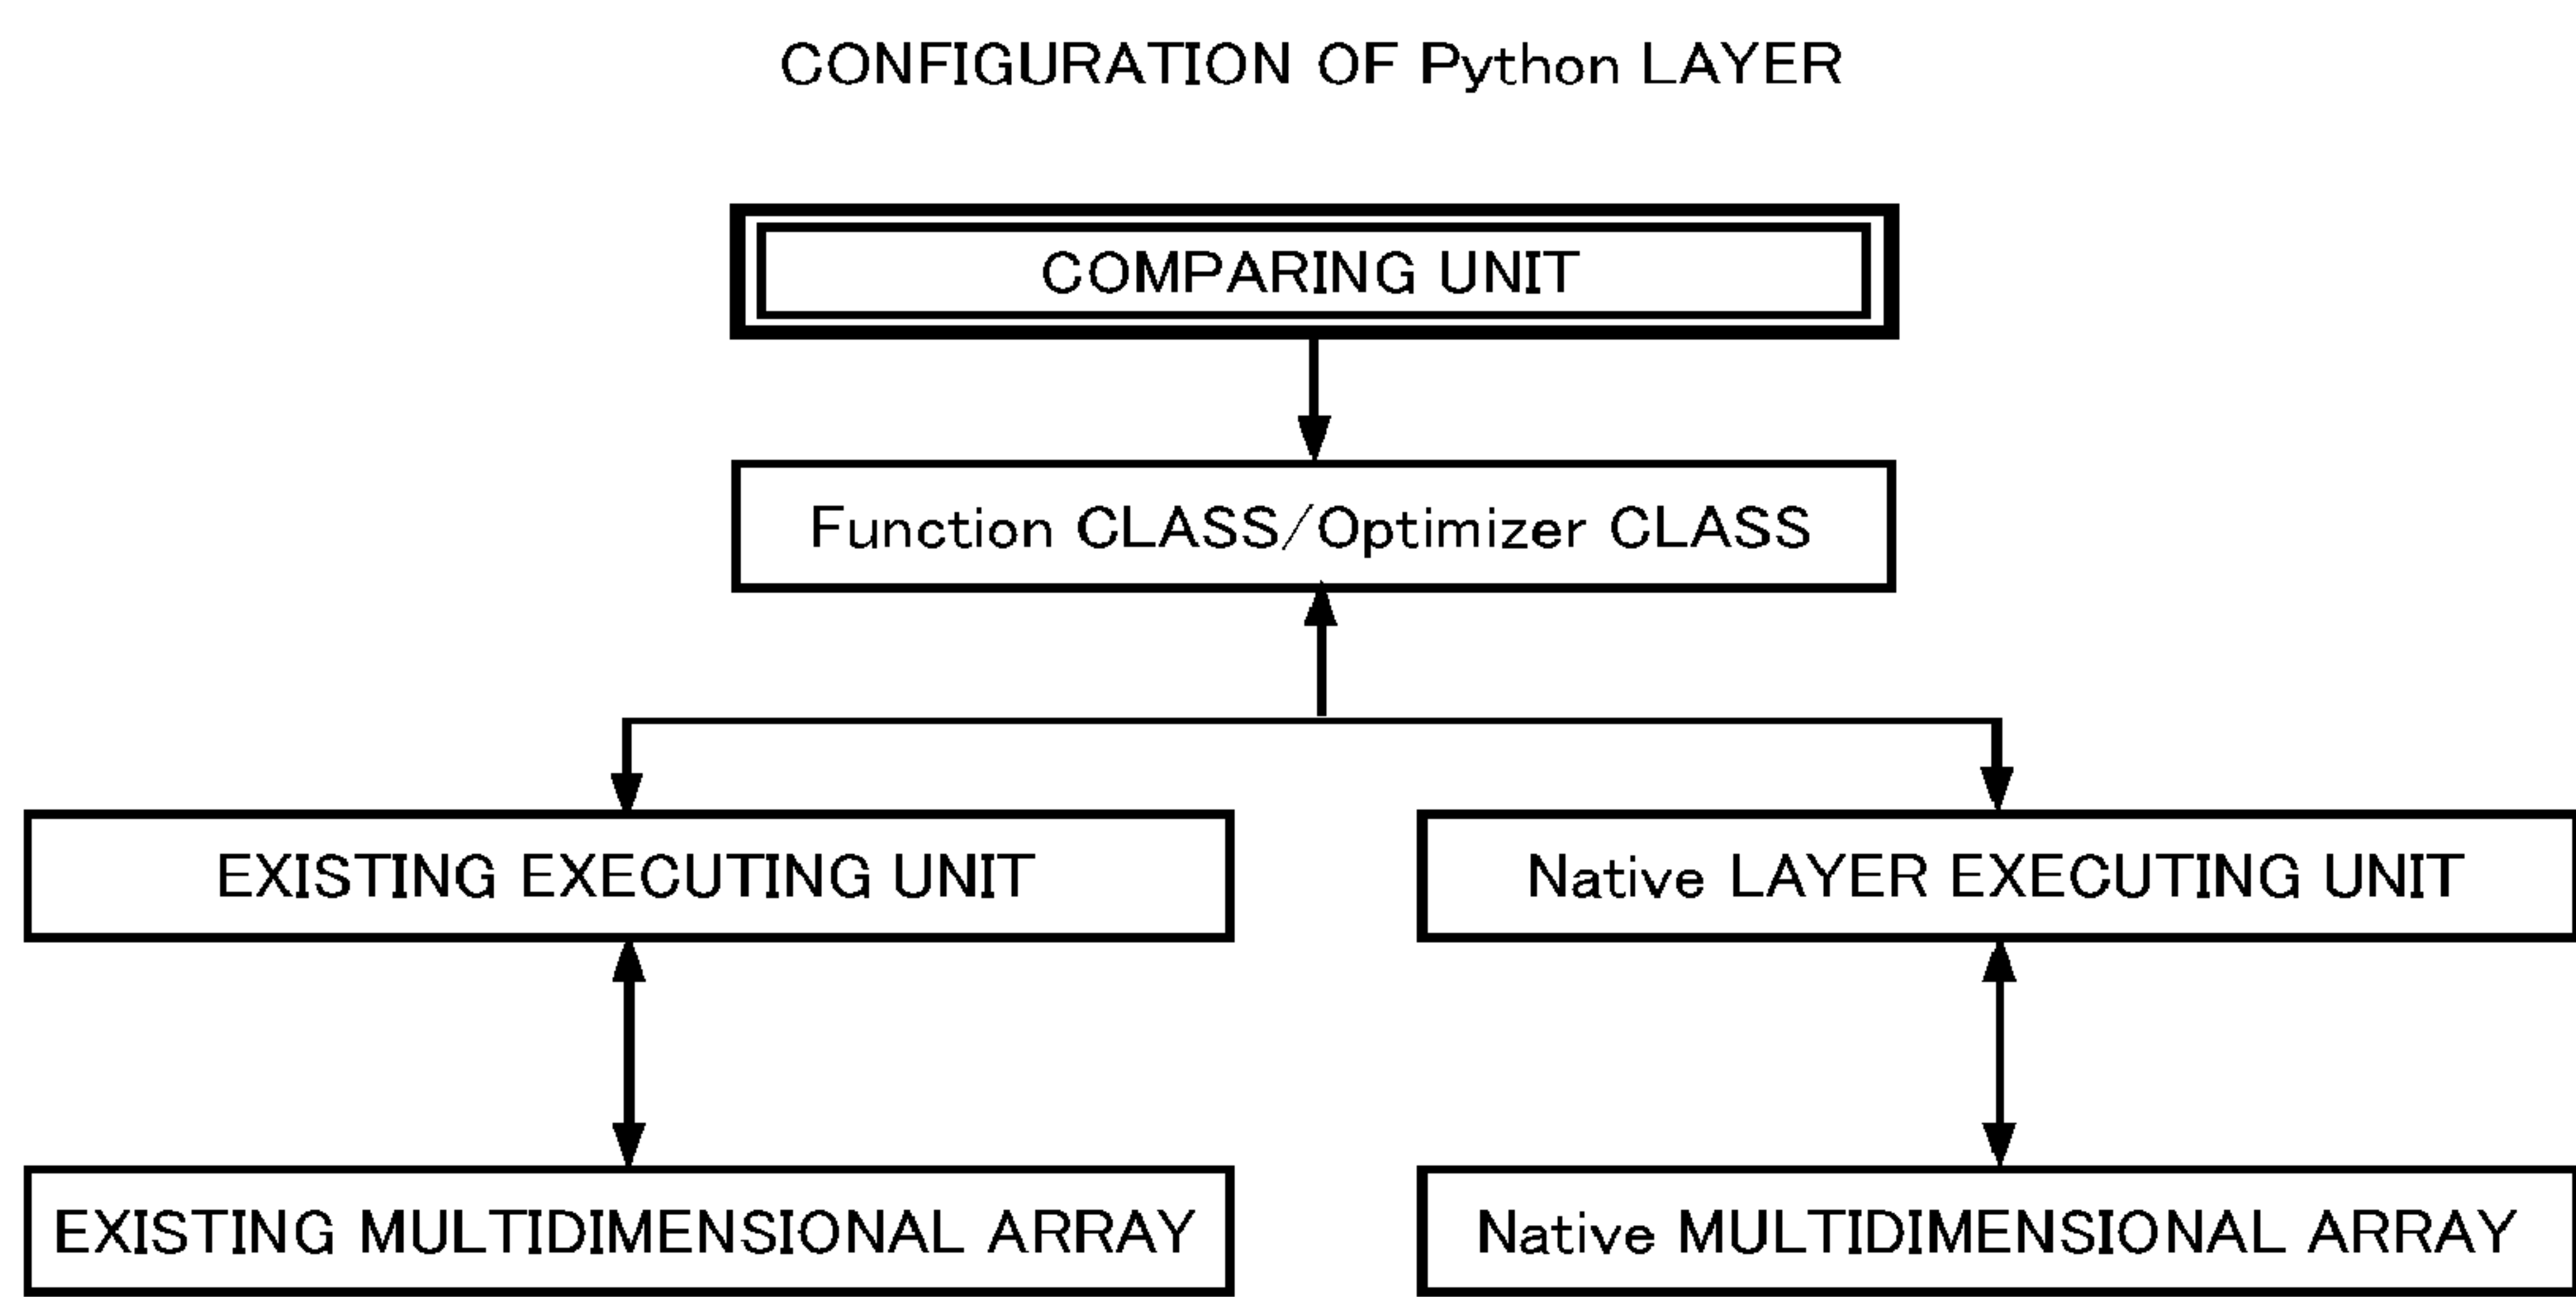 CONFIGURATION OF Python LAYER
COMPARING UNIT
Function CLASS/Optimizer CLASS
EXISTING EXECUTING UNIT
Native LAYER EXECUTING UNIT
EXISTING MULTIDIMENSIONAL ARRAY
Native MULTIDIMENSIONAL ARRAY